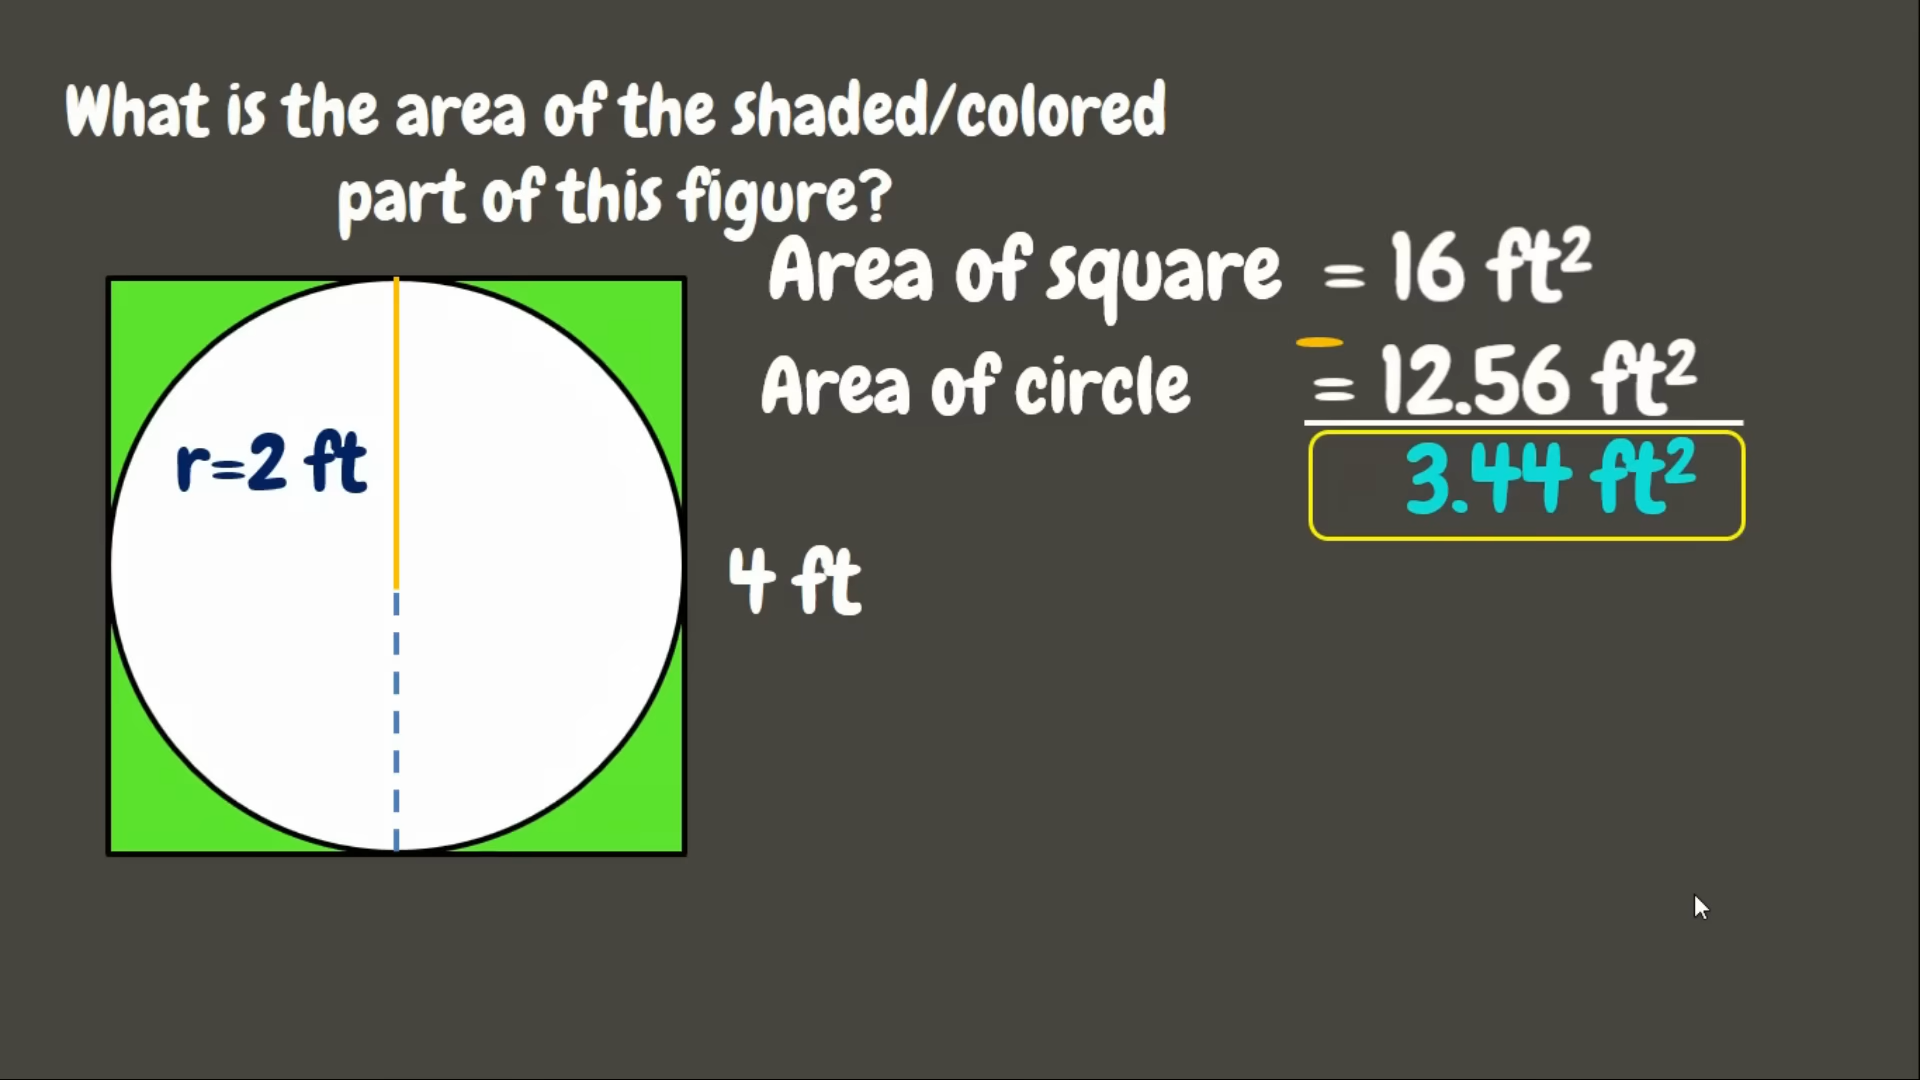 What is the area of the shaded/colored
part of this figure?
Area of square = 16 ft²
Area of circle = 12.56 ft²
3.44 ft²
r=2 ft
4 ft